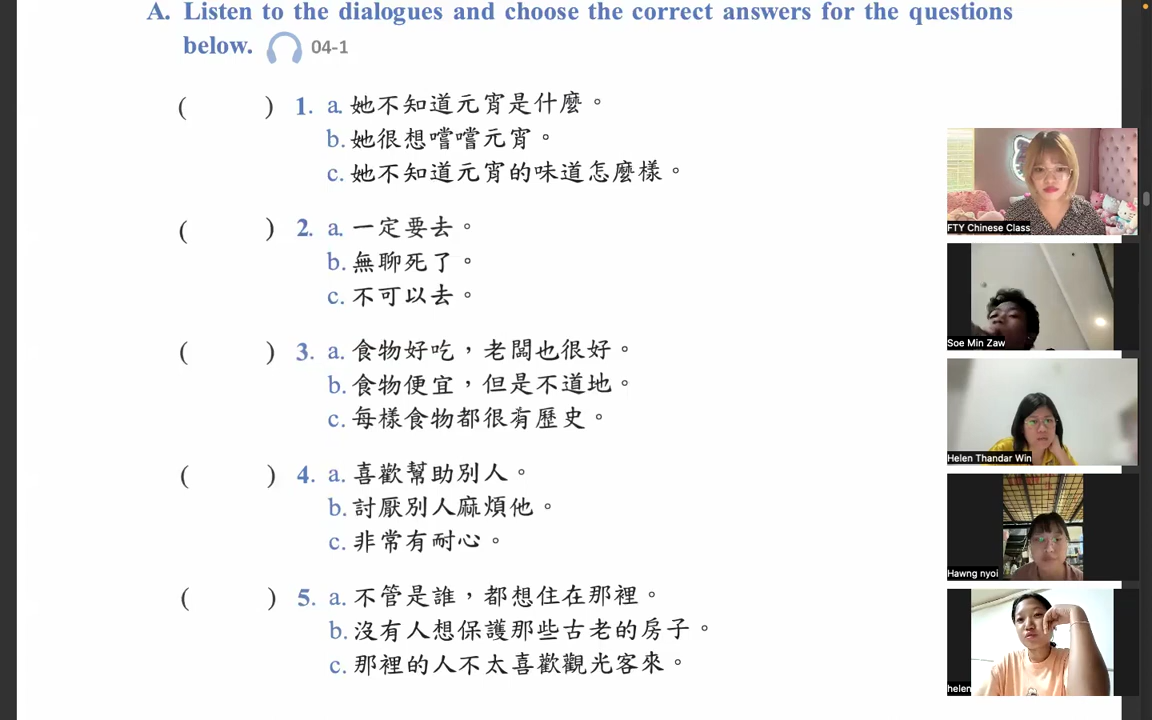 A. Listen to the dialogues and choose the correct answers for the questions
below. 04-1
( ) 1. a. 她不知道元宵是什麼。
b. 她很想嚐嚐元宵。
c. 她不知道元宵的味道怎麼樣。
( ) 2. a. 一定要去。
b. 無聊死了。
c. 不可以去。
( ) 3. a. 食物好吃，老闆也很好。
b. 食物便宜，但是不道地。
c. 每樣食物都很有歷史。
( ) 4. a. 喜歡幫助別人。
b. 討厭別人麻煩他。
c. 非常有耐心。
( ) 5. a. 不管是誰，都想住在那裡。
b. 沒有人想保護那些古老的房子。
c. 那裡的人不太喜歡觀光客來。
FTY Chinese Class
Soe Min Zaw
Helen Thandar Win
Hawng nyoi
helen